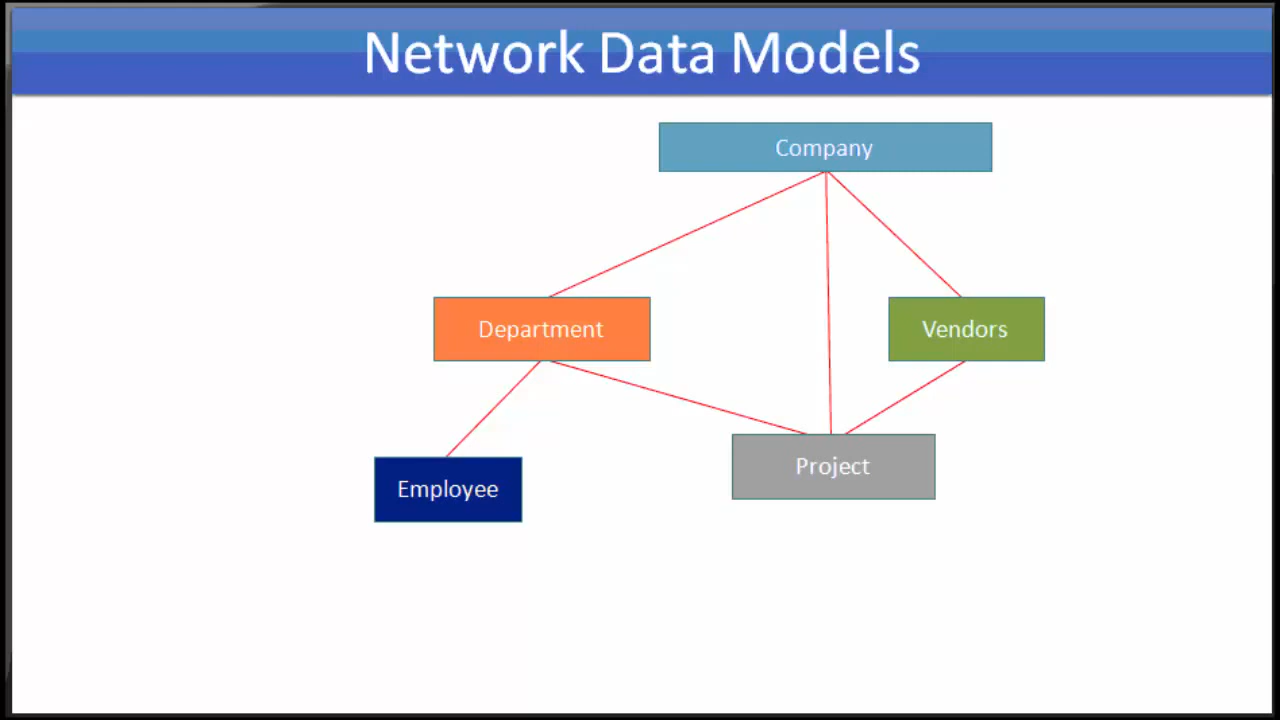 Network Data Models
Company
Department
Vendors
Project
Employee